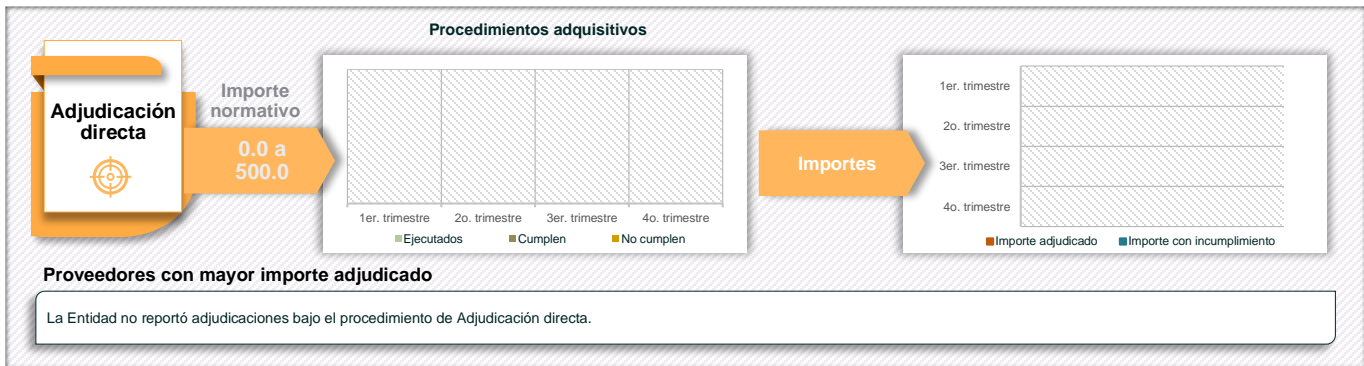 Procedimientos adquisitivos
Adjudicación
directa
Importe
normativo
0.0 a
500.0
1er. trimestre 2o. trimestre 3er. trimestre 4o. trimestre
Ejecutados Cumplen No cumplen
Importes
1er. trimestre
2o. trimestre
3er. trimestre
4o. trimestre
Importe adjudicado Importe con incumplimiento
Proveedores con mayor importe adjudicado
La Entidad no reportó adjudicaciones bajo el procedimiento de Adjudicación directa.